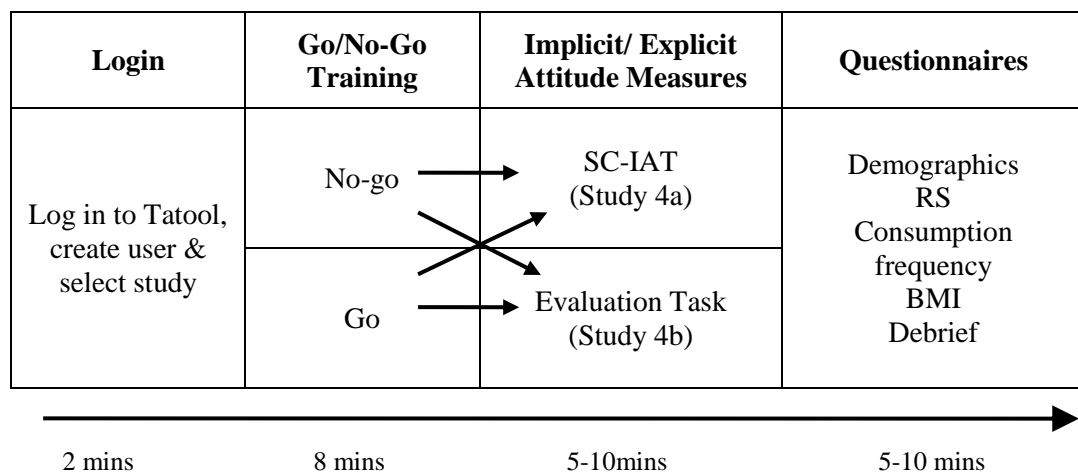 Login
Go/No-Go
Training
Implicit/ Explicit
Attitude Measures
Questionnaires
Log in to Tatool,
create user &
select study
No-go
Go
SC-IAT
(Study 4a)
Evaluation Task
(Study 4b)
Demographics
RS
Consumption
frequency
BMI
Debrief
2 mins
8 mins
5-10mins
5-10 mins